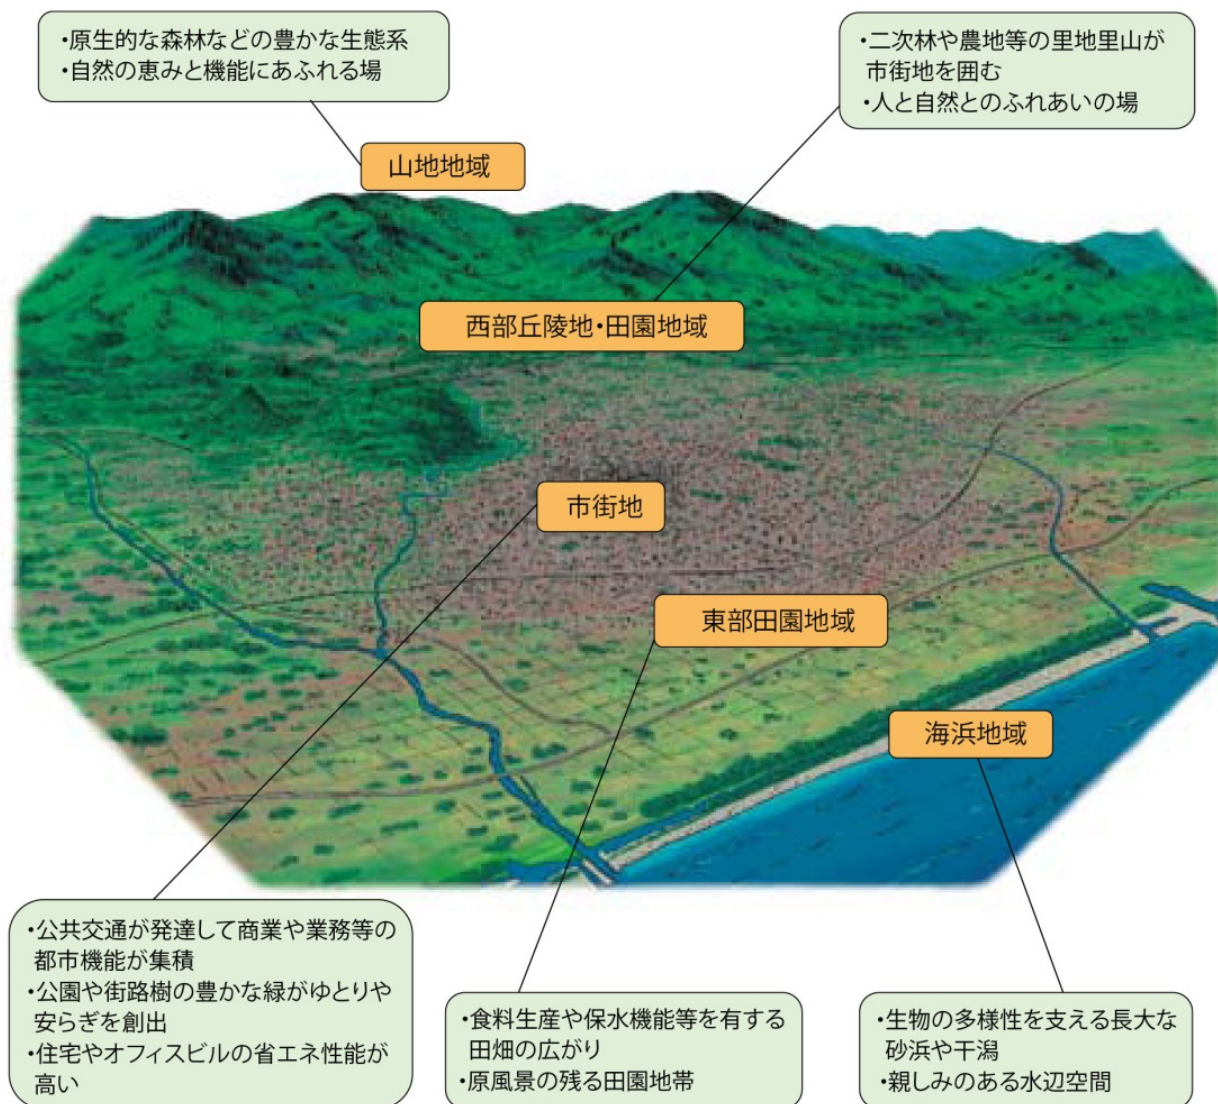 ・原生的な森林などの豊かな生態系
・自然の恵みと機能にあふれる場
・二次林や農地等の里地里山が
市街地を囲む
・人と自然とのふれあいの場
山地地域
西部丘陵地・田園地域
市街地
東部田園地域
海浜地域
・公共交通が発達して商業や業務等の
都市機能が集積
・公園や街路樹の豊かな緑がゆとりや
安らぎを創出
・住宅やオフィスビルの省エネ性能が
高い
・食料生産や保水機能等を有する
田畑の広がり
・原風景の残る田園地帯
・生物の多様性を支える長大な
砂浜や干潟
・親しみのある水辺空間